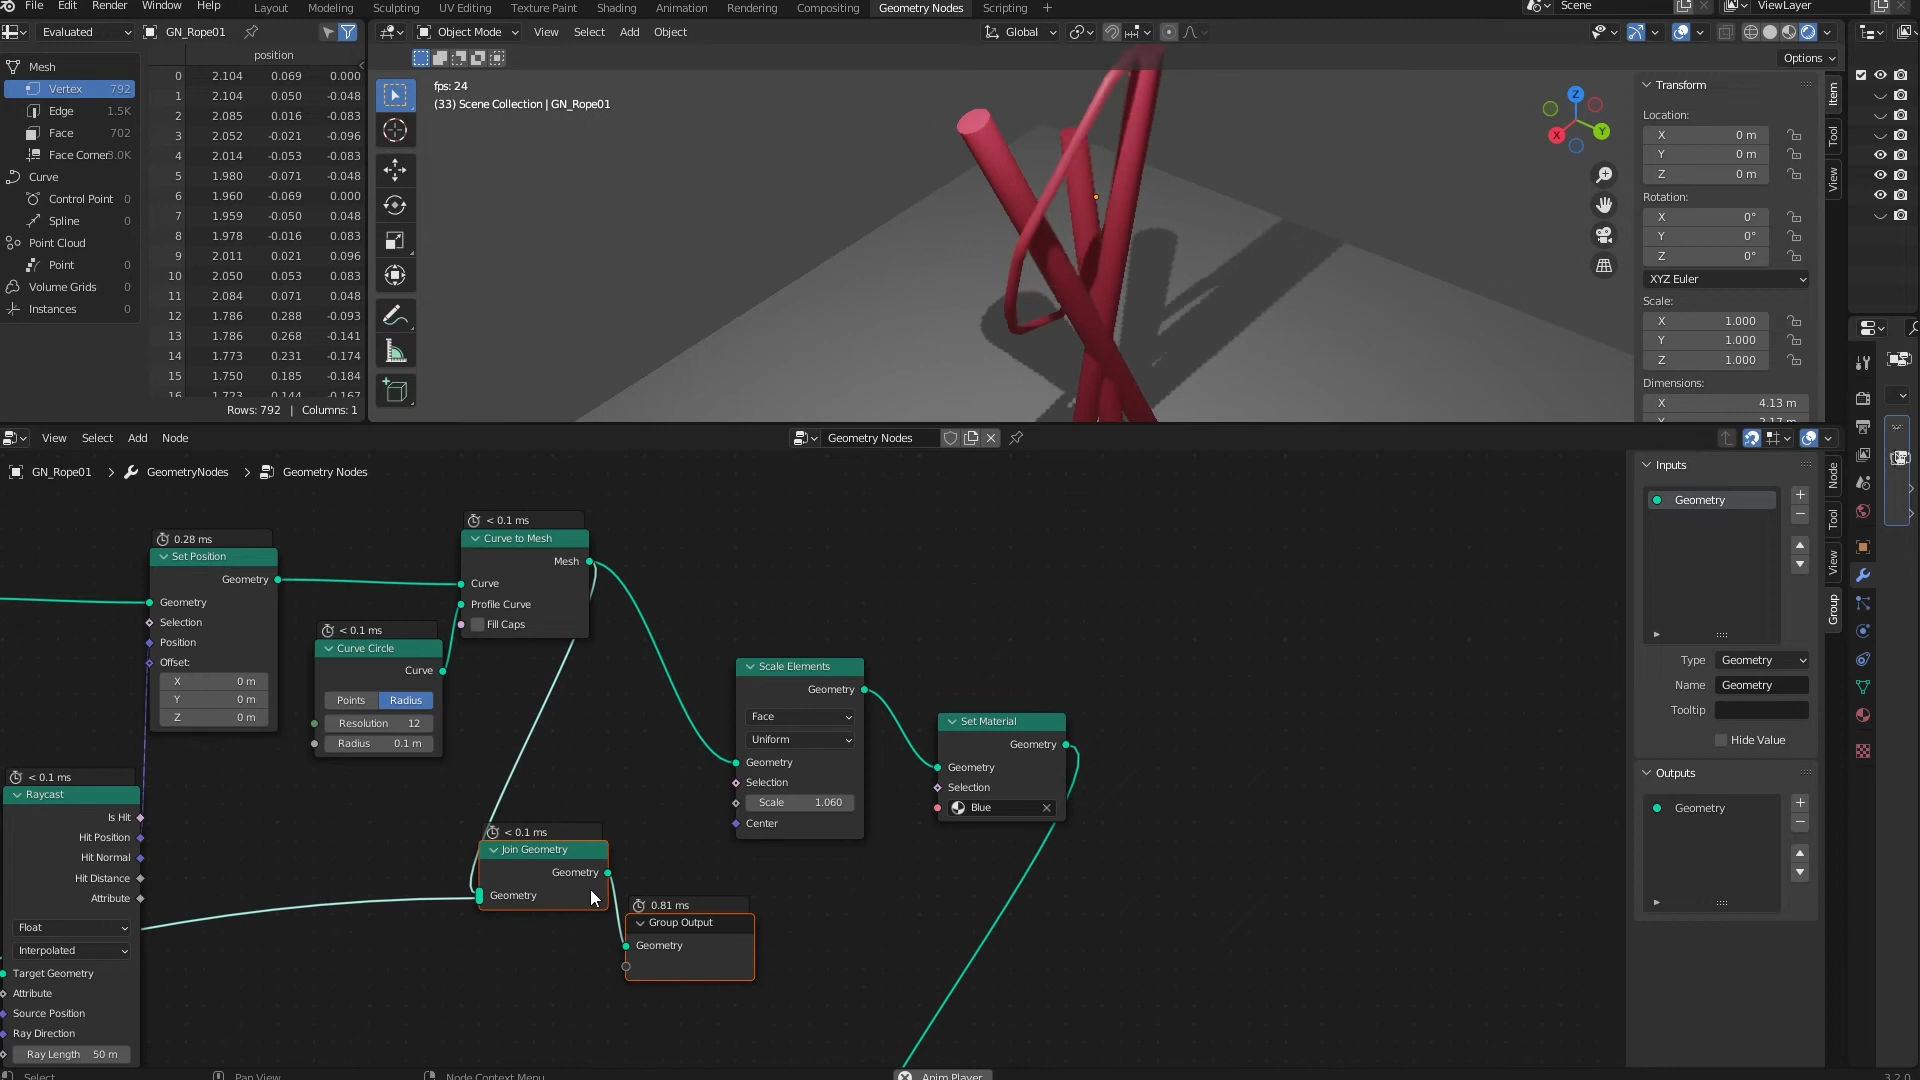 File Edit Render Window Help Layout Modeling Sculpting UV Editing Texture Paint Shading Animation Rendering Compositing Geometry Nodes Scripting + Scene ViewLayer
Evaluated GN_Rope01
position
Mesh
Vertex 792
Edge 1.5K
Face 702
Face Corner 3.0K
Curve
Control Point 0
Spline 0
Point Cloud
Point 0
Volume Grids 0
Instances 0
0 2.104 0.069 0.000
1 2.104 0.050 -0.048
2 2.085 0.016 -0.083
3 2.052 -0.021 -0.096
4 2.014 -0.053 -0.083
5 1.980 -0.071 -0.048
6 1.960 -0.069 0.000
7 1.959 -0.050 0.048
8 1.978 -0.016 0.083
9 2.011 0.021 0.096
10 2.050 0.053 0.083
11 2.084 0.071 0.048
12 1.786 0.288 -0.093
13 1.786 0.268 -0.141
14 1.773 0.231 -0.174
15 1.750 0.185 -0.184
16 1.723 0.144 -0.167
Rows: 792 | Columns: 1
Object Mode View Select Add Object Global
Options
fps: 24
(33) Scene Collection | GN_Rope01
Z
Y
X
Transform
Location:
X 0 m
Y 0 m
Z 0 m
Rotation:
X 0°
Y 0°
Z 0°
XYZ Euler
Scale:
X 1.000
Y 1.000
Z 1.000
Dimensions:
X 4.13 m
Item
Tool
View
View Select Add Node Geometry Nodes
GN_Rope01 > GeometryNodes > Geometry Nodes
0.28 ms
Set Position
Geometry
Geometry
Selection
Position
Offset:
X 0 m
Y 0 m
Z 0 m
< 0.1 ms
Curve Circle
Curve
Points Radius
Resolution 12
Radius 0.1 m
< 0.1 ms
Curve to Mesh
Mesh
Curve
Profile Curve
Fill Caps
Scale Elements
Geometry
Face
Uniform
Geometry
Selection
Scale 1.060
Center
Set Material
Geometry
Geometry
Selection
Blue
< 0.1 ms
Raycast
Is Hit
Hit Position
Hit Normal
Hit Distance
Attribute
Float
Interpolated
Target Geometry
Attribute
Source Position
Ray Direction
Ray Length 50 m
< 0.1 ms
Join Geometry
Geometry
Geometry
0.81 ms
Group Output
Geometry
Inputs
Geometry
Type Geometry
Name Geometry
Tooltip
Hide Value
Outputs
Geometry
Node
Tool
View
Group
Select Pan View Node Context Menu Anim Player 3.2.0